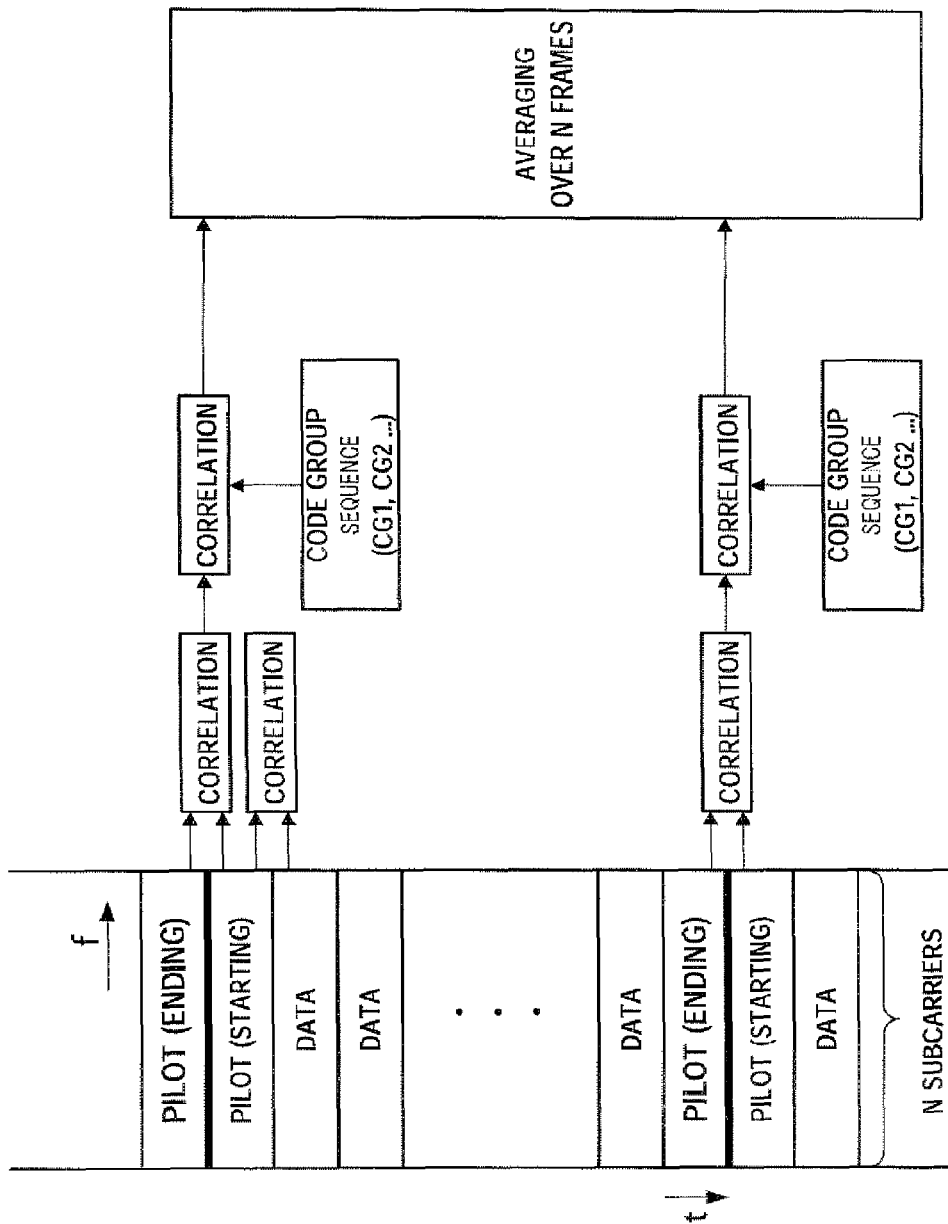 f
t
PILOT (ENDING)
PILOT (STARTING)
DATA
DATA
. . .
DATA
PILOT (ENDING)
PILOT (STARTING)
DATA
N SUBCARRIERS
CORRELATION
CORRELATION
CORRELATION
CORRELATION
CODE GROUP
SEQUENCE
(CG1, CG2 ...)
CORRELATION
CODE GROUP
SEQUENCE
(CG1, CG2 ...)
AVERAGING
OVER N FRAMES